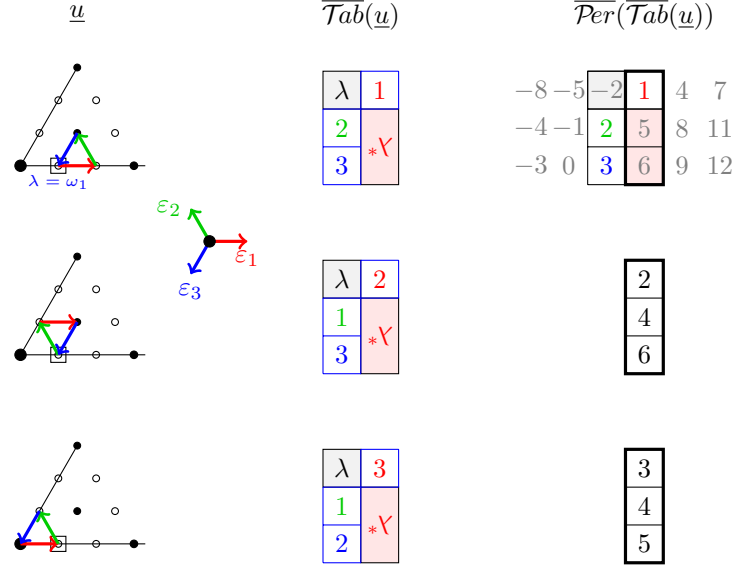 u 𝒯ab(u) 𝒫er(𝒯ab(u))
λ 1 −8 −5 −2 1 4 7
2 λ* −4 −1 2 5 8 11
3 −3 0 3 6 9 12
λ = ω₁
ε₂
ε₁
ε₃
λ 2 2
1 λ* 4
3 6
λ 3 3
1 λ* 4
2 5